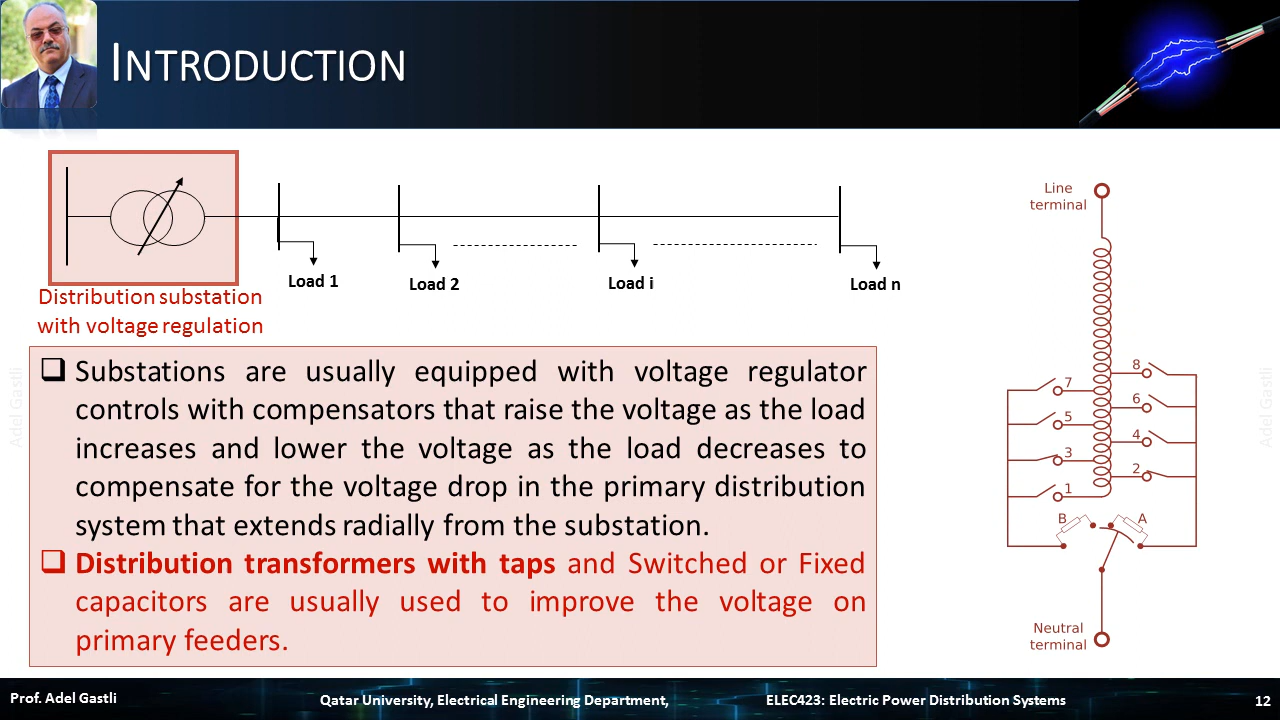 INTRODUCTION
Load 1
Load 2
Load i
Load n
Distribution substation
with voltage regulation
Substations are usually equipped with voltage regulator
controls with compensators that raise the voltage as the load
increases and lower the voltage as the load decreases to
compensate for the voltage drop in the primary distribution
system that extends radially from the substation.
Distribution transformers with taps and Switched or Fixed
capacitors are usually used to improve the voltage on
primary feeders.
Line
terminal
8
7
6
5
4
3
2
1
B
A
Neutral
terminal
Adel Gastli
Adel Gastli
Prof. Adel Gastli
Qatar University, Electrical Engineering Department,
ELEC423: Electric Power Distribution Systems
12